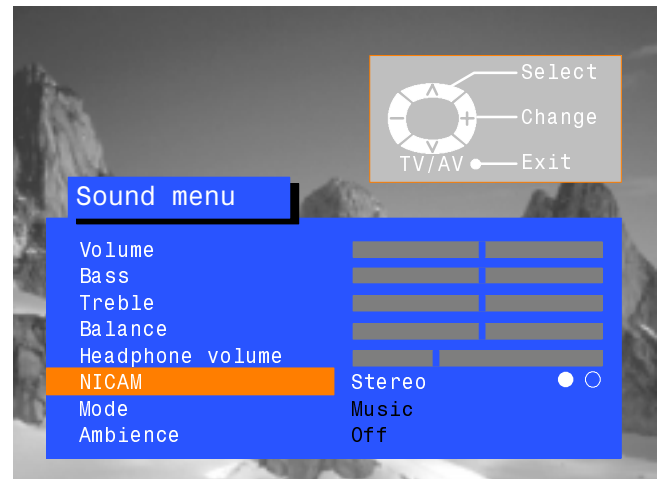 Select
Change
TV/AV Exit
Sound menu
Volume
Bass
Treble
Balance
Headphone volume
NICAM Stereo
Mode Music
Ambience Off